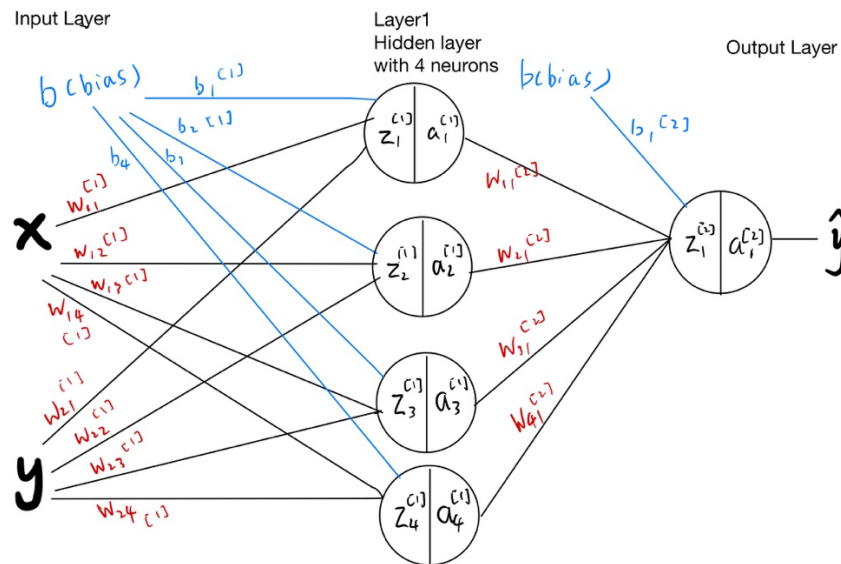 Input Layer
Layer1
Hidden layer
with 4 neurons
Output Layer
b(bias)
b₁[1]
b₂[1]
b₃
b₄
b(bias)
b₁[2]
x
w₁₁[1]
w₁₂[1]
w₁₃[1]
w₁₄
[1]
y
w₂₁[1]
w₂₂[1]
w₂₃[1]
w₂₄[1]
z₁[1] a₁[1]
z₂[1] a₂[1]
z₃[1] a₃[1]
z₄[1] a₄[1]
w₁₁[2]
w₂₁[2]
w₃₁[2]
w₄₁[2]
z₁[2] a₁[2]
ŷ